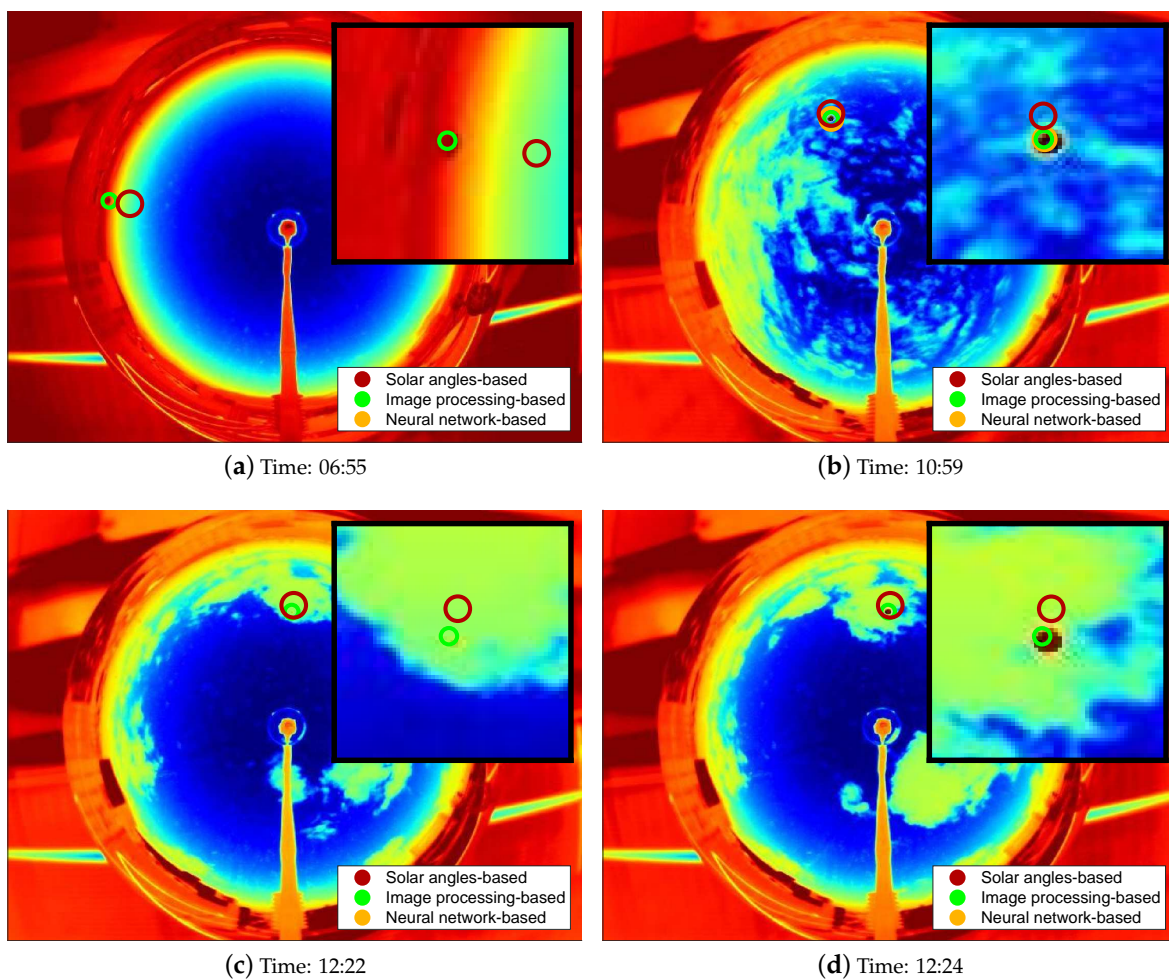 Solar angles-based
Image processing-based
Neural network-based
(a) Time: 06:55
Solar angles-based
Image processing-based
Neural network-based
(b) Time: 10:59
Solar angles-based
Image processing-based
Neural network-based
(c) Time: 12:22
Solar angles-based
Image processing-based
Neural network-based
(d) Time: 12:24